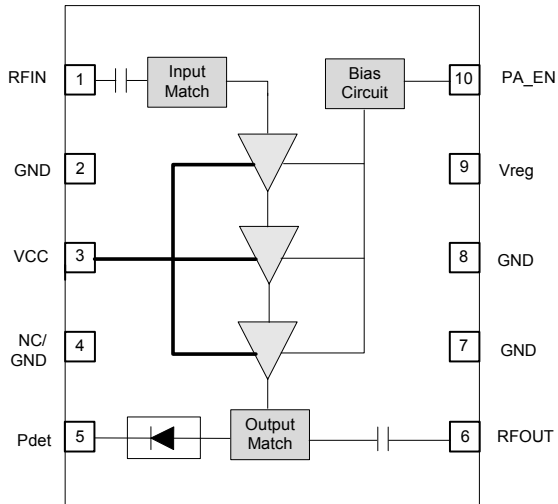 RFIN
1
Input
Match
Bias
Circuit
10
PA_EN
GND
2
9
Vreg
VCC
3
8
GND
NC/
GND
4
7
GND
Pdet
5
Output
Match
6
RFOUT